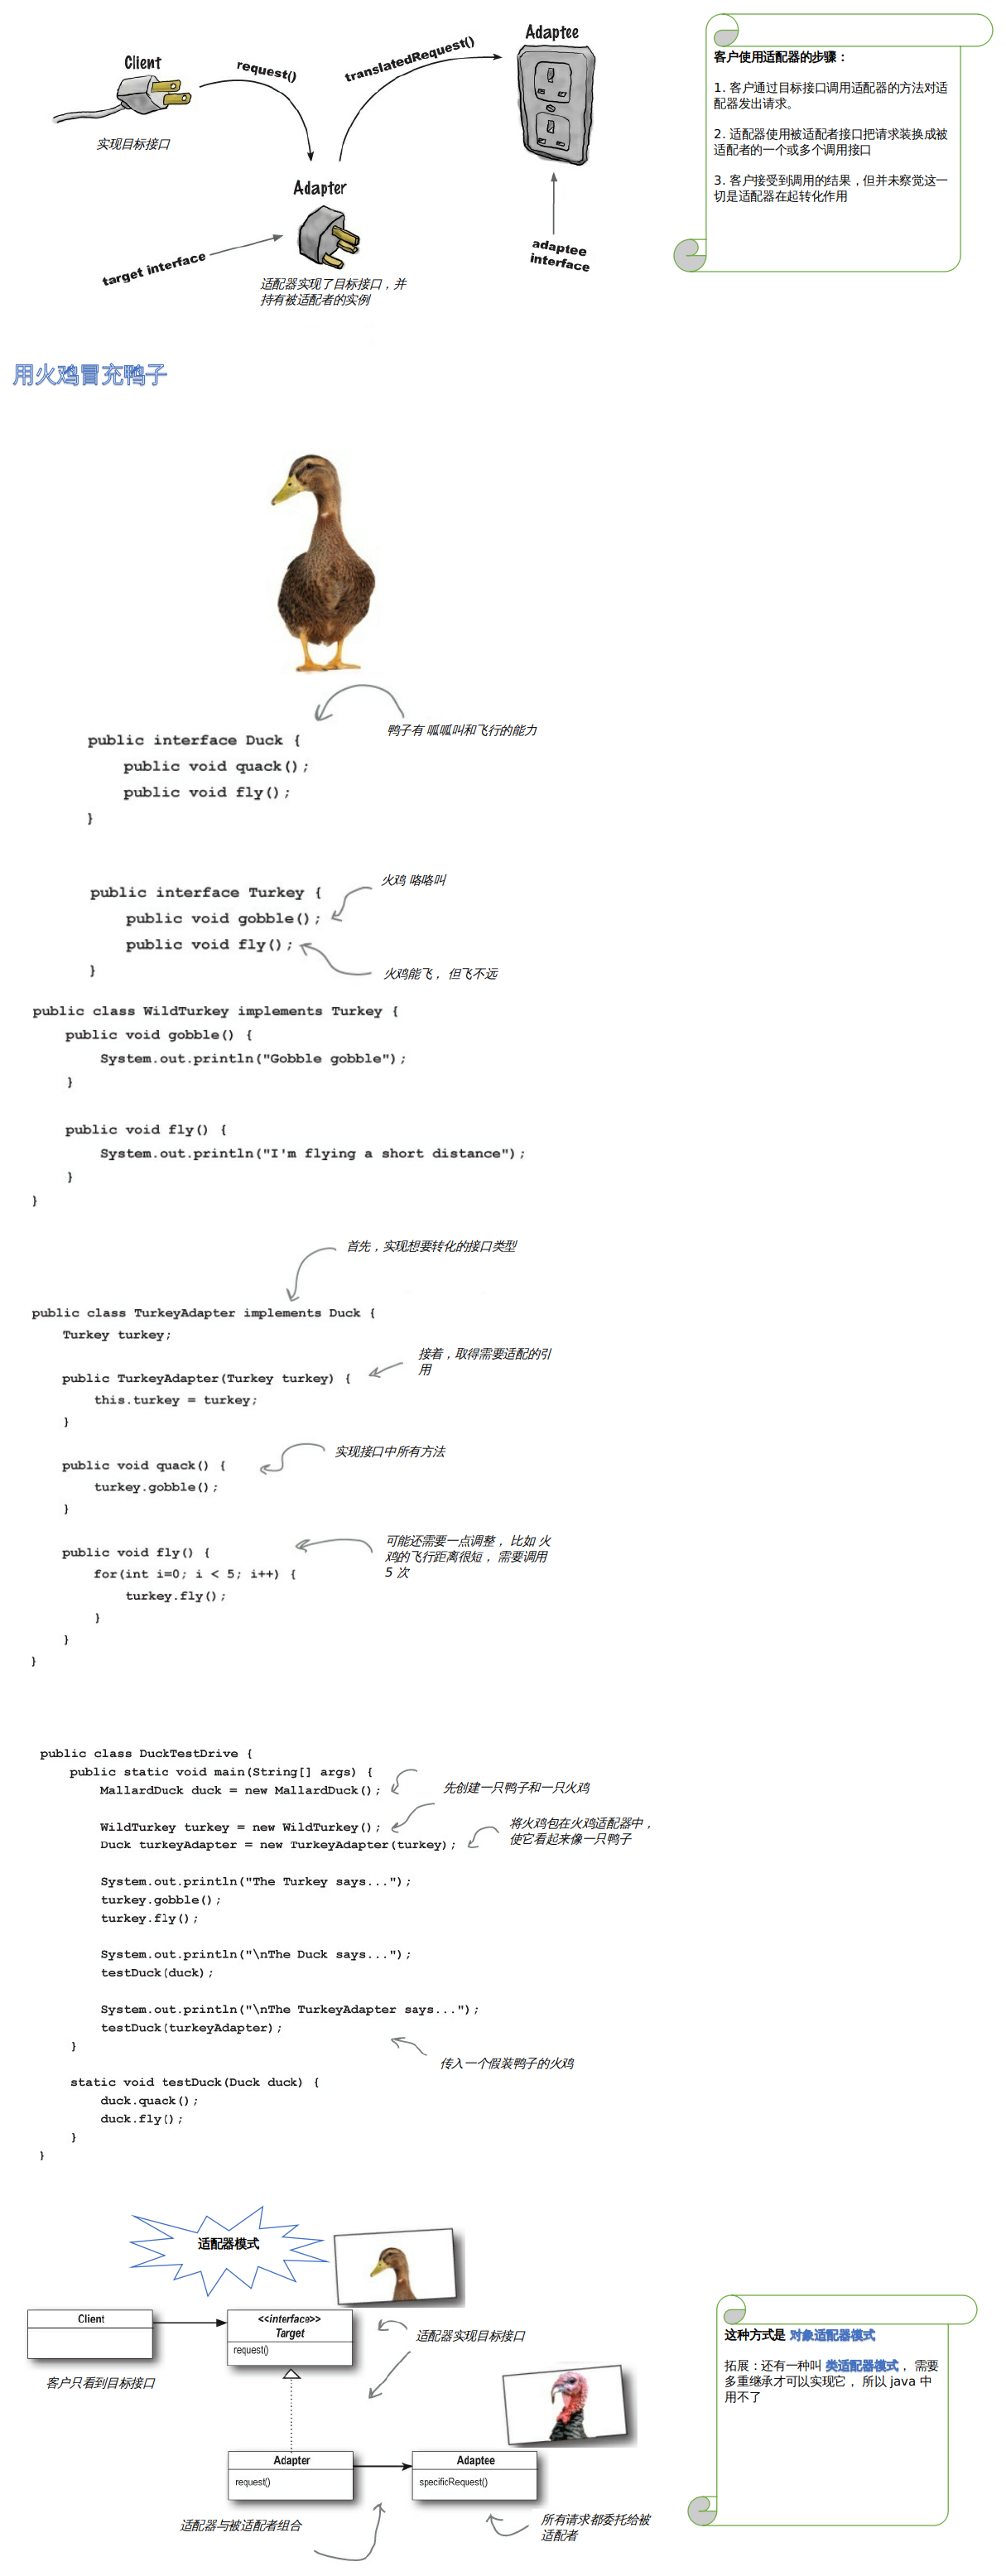 Client
request()
translatedRequest()
Adaptee
实现目标接口
Adapter
target interface
adaptee
interface
适配器实现了目标接口，并
持有被适配者的实例
客户使用适配器的步骤：
1. 客户通过目标接口调用适配器的方法对适
配器发出请求。
2. 适配器使用被适配者接口把请求装换成被
适配者的一个或多个调用接口
3. 客户接受到调用的结果，但并未察觉这一
切是适配器在起转化作用
用火鸡冒充鸭子
鸭子有 呱呱叫和飞行的能力
public interface Duck {
public void quack();
public void fly();
}
火鸡 咯咯叫
public interface Turkey {
public void gobble();
public void fly();
}
火鸡能飞， 但飞不远
public class WildTurkey implements Turkey {
public void gobble() {
System.out.println("Gobble gobble");
}
public void fly() {
System.out.println("I'm flying a short distance");
}
}
首先，实现想要转化的接口类型
public class TurkeyAdapter implements Duck {
Turkey turkey;
接着，取得需要适配的引
用
public TurkeyAdapter(Turkey turkey) {
this.turkey = turkey;
}
实现接口中所有方法
public void quack() {
turkey.gobble();
}
可能还需要一点调整， 比如 火
鸡的飞行距离很短， 需要调用
5 次
public void fly() {
for(int i=0; i < 5; i++) {
turkey.fly();
}
}
}
public class DuckTestDrive {
public static void main(String[] args) {
MallardDuck duck = new MallardDuck();
先创建一只鸭子和一只火鸡
WildTurkey turkey = new WildTurkey();
Duck turkeyAdapter = new TurkeyAdapter(turkey);
将火鸡包在火鸡适配器中，
使它看起来像一只鸭子
System.out.println("The Turkey says...");
turkey.gobble();
turkey.fly();
System.out.println("\nThe Duck says...");
testDuck(duck);
System.out.println("\nThe TurkeyAdapter says...");
testDuck(turkeyAdapter);
}
传入一个假装鸭子的火鸡
static void testDuck(Duck duck) {
duck.quack();
duck.fly();
}
}
适配器模式
Client
<<interface>>
Target
request()
客户只看到目标接口
适配器实现目标接口
Adapter
request()
Adaptee
specificRequest()
适配器与被适配者组合
所有请求都委托给被
适配者
这种方式是 对象适配器模式
拓展：还有一种叫 类适配器模式， 需要
多重继承才可以实现它， 所以 java 中
用不了